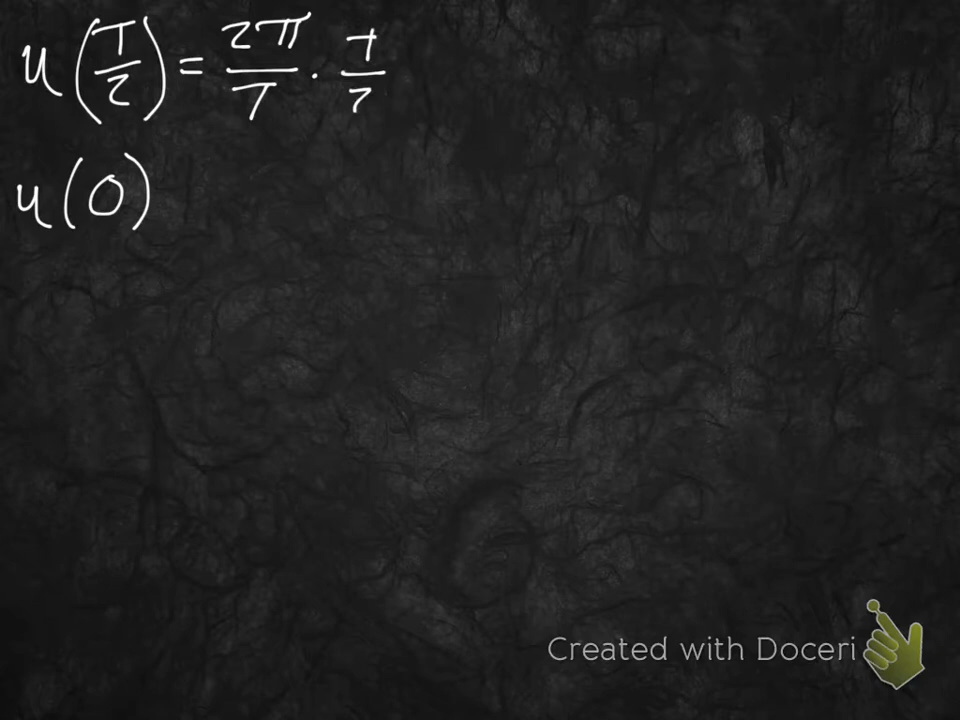 u(T/2) = 2π/T · T/2
u(0)
Created with Doceri